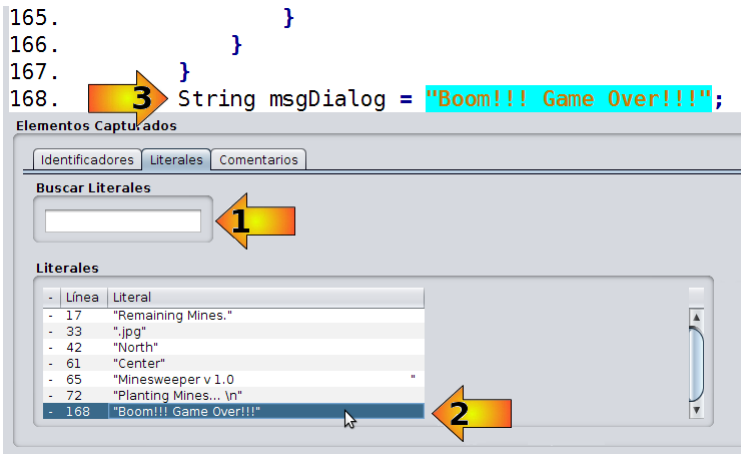 165. }
166. }
167. }
168. 3 String msgDialog = "Boom!!! Game Over!!!";
Elementos Capturados
Identificadores Literales Comentarios
Buscar Literales
1
Literales
- Línea Literal
- 17 "Remaining Mines."
- 33 ".jpg"
- 42 "North"
- 61 "Center"
- 65 "Minesweeper v 1.0 "
- 72 "Planting Mines... \n"
- 168 "Boom!!! Game Over!!!"
2